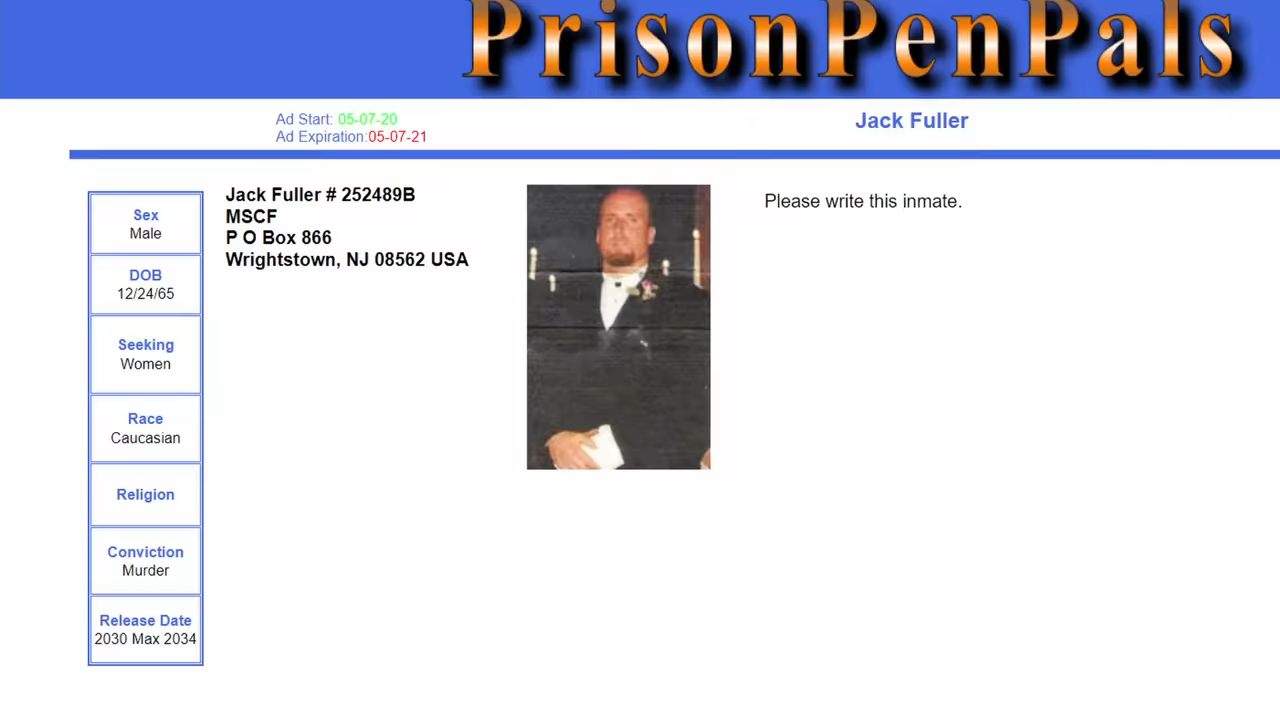 PrisonPenPals
Ad Start: 05-07-20
Ad Expiration:05-07-21
Jack Fuller
Sex
Male
DOB
12/24/65
Seeking
Women
Race
Caucasian
Religion
Conviction
Murder
Release Date
2030 Max 2034
Jack Fuller # 252489B
MSCF
P O Box 866
Wrightstown, NJ 08562 USA
Please write this inmate.